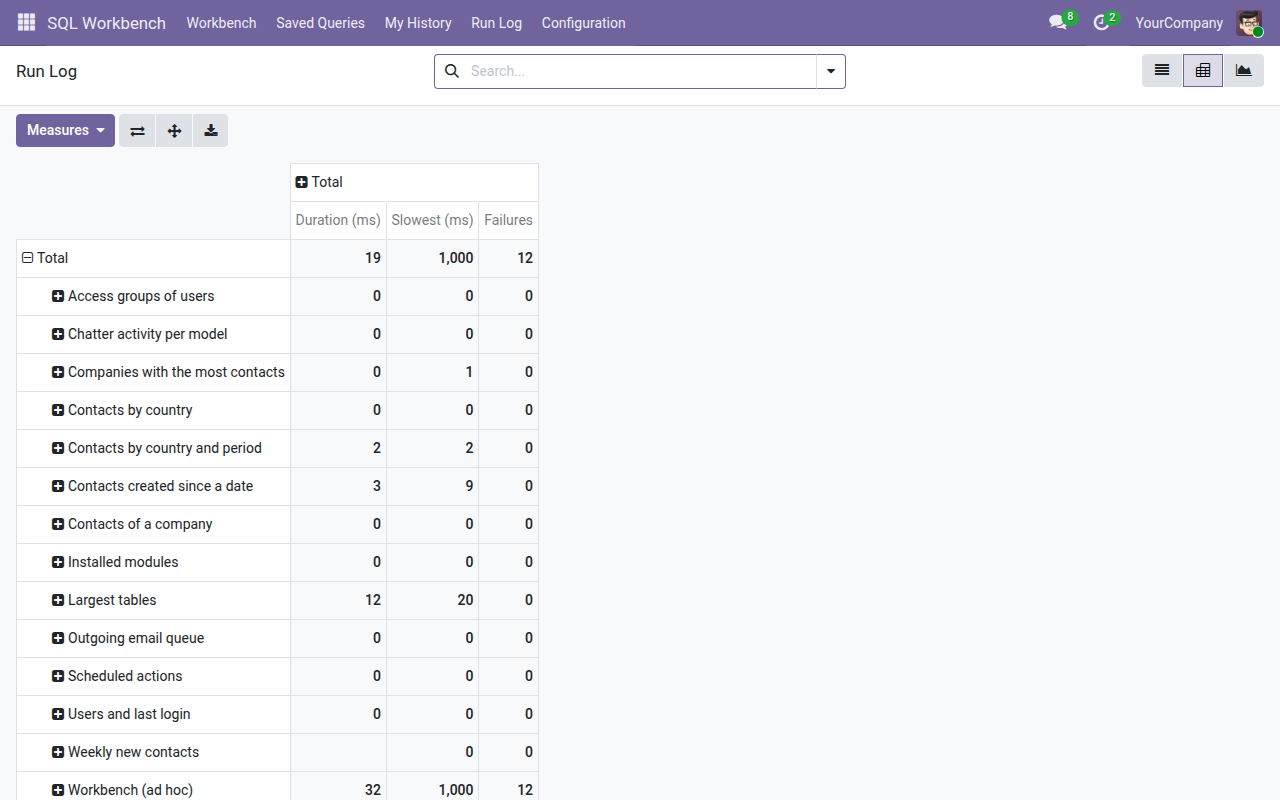 SQL Workbench Workbench Saved Queries My History Run Log Configuration 8 2 YourCompany
Run Log Search...
Measures
Total
Duration (ms) Slowest (ms) Failures
Total 19 1,000 12
Access groups of users 0 0 0
Chatter activity per model 0 0 0
Companies with the most contacts 0 1 0
Contacts by country 0 0 0
Contacts by country and period 2 2 0
Contacts created since a date 3 9 0
Contacts of a company 0 0 0
Installed modules 0 0 0
Largest tables 12 20 0
Outgoing email queue 0 0 0
Scheduled actions 0 0 0
Users and last login 0 0 0
Weekly new contacts 0 0
Workbench (ad hoc) 32 1,000 12